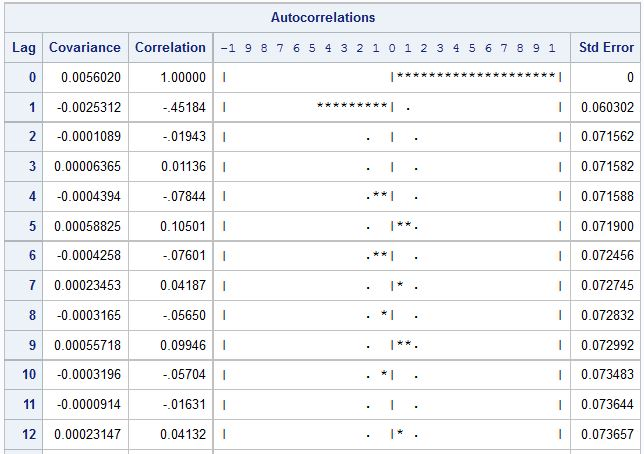 Autocorrelations
Lag Covariance Correlation -1 9 8 7 6 5 4 3 2 1 0 1 2 3 4 5 6 7 8 9 1 Std Error
0 0.0056020 1.00000 | |********************| 0
1 -0.0025312 -.45184 | *********| . | 0.060302
2 -0.0001089 -.01943 | . | . | 0.071562
3 0.00006365 0.01136 | . | . | 0.071582
4 -0.0004394 -.07844 | .**| . | 0.071588
5 0.00058825 0.10501 | . |**. | 0.071900
6 -0.0004258 -.07601 | .**| . | 0.072456
7 0.00023453 0.04187 | . |* . | 0.072745
8 -0.0003165 -.05650 | . *| . | 0.072832
9 0.00055718 0.09946 | . |**. | 0.072992
10 -0.0003196 -.05704 | . *| . | 0.073483
11 -0.0000914 -.01631 | . | . | 0.073644
12 0.00023147 0.04132 | . |* . | 0.073657